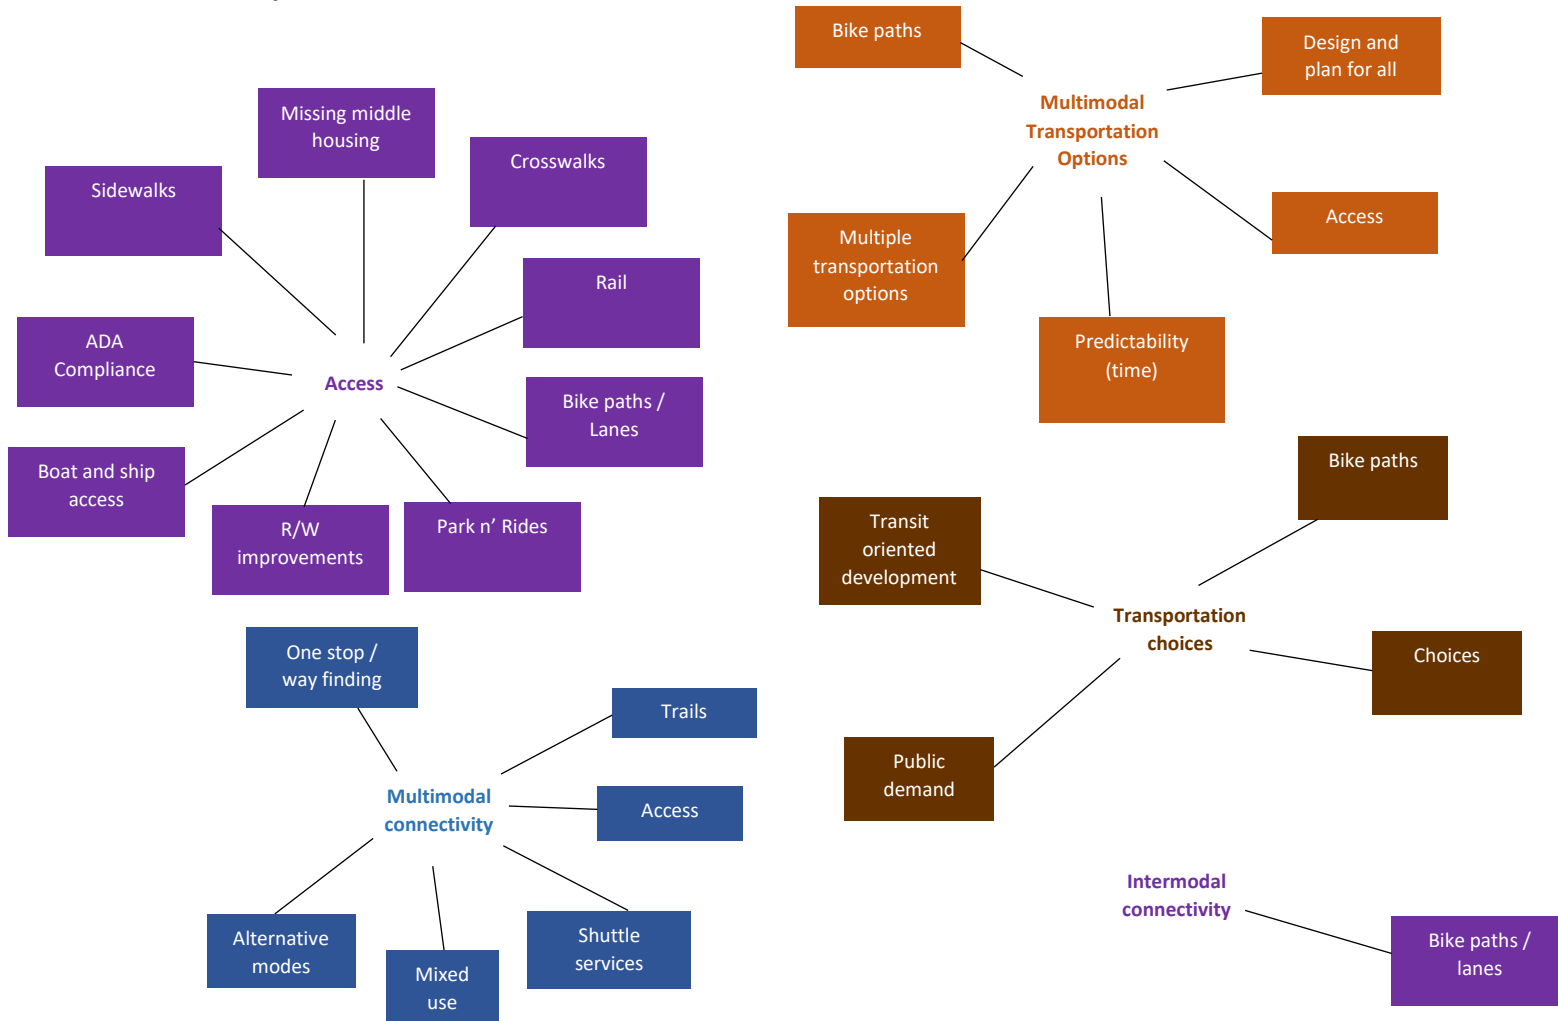 Missing middle
housing
Crosswalks
Sidewalks
Rail
ADA
Compliance
Access
Bike paths /
Lanes
Boat and ship
access
R/W
improvements
Park n’ Rides
Bike paths
Design and
plan for all
Multimodal
Transportation
Options
Multiple
transportation
options
Access
Predictability
(time)
Bike paths
Transit
oriented
development
Transportation
choices
Choices
Public
demand
One stop /
way finding
Trails
Multimodal
connectivity
Access
Alternative
modes
Mixed
use
Shuttle
services
Intermodal
connectivity
Bike paths /
lanes